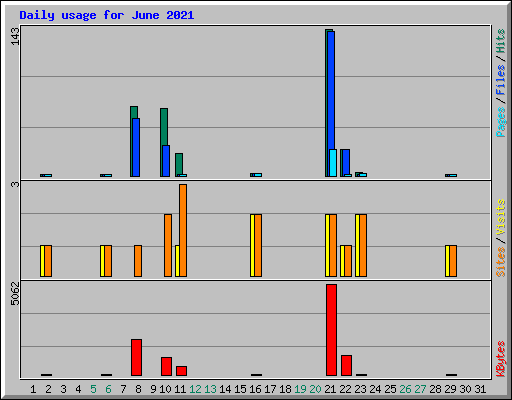 Daily usage for June 2021
143
3
5062
Pages / Files / Hits
Sites / Visits
KBytes
1 2 3 4 5 6 7 8 9 10 11 12 13 14 15 16 17 18 19 20 21 22 23 24 25 26 27 28 29 30 31